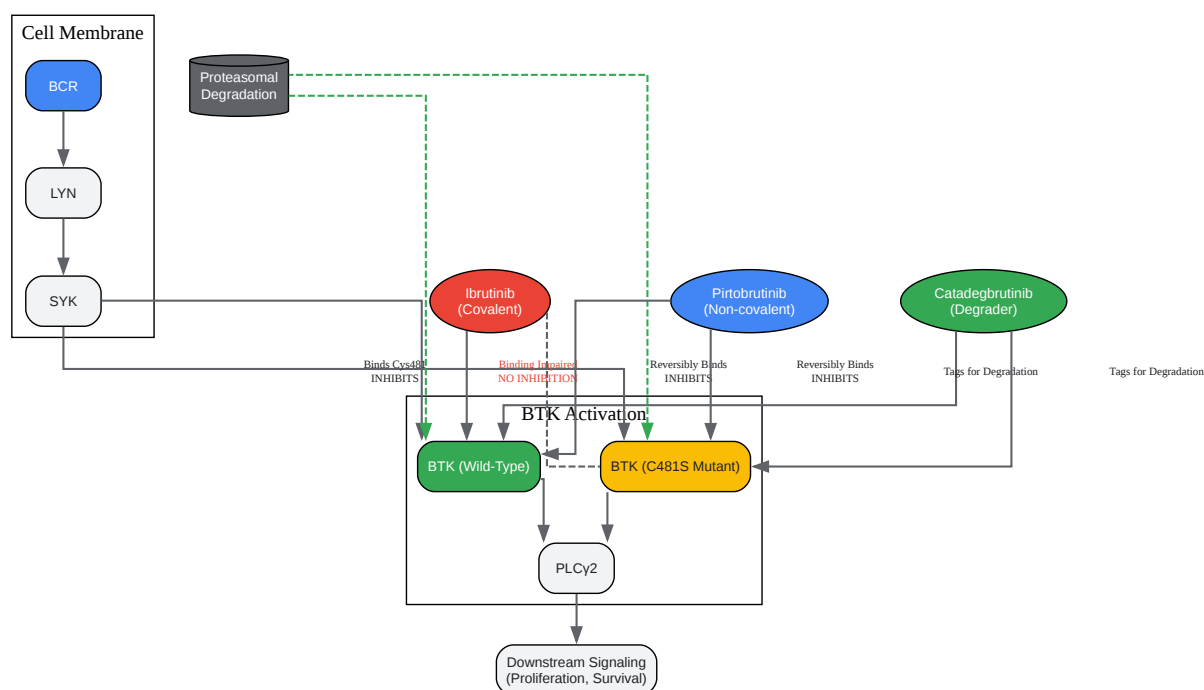 Cell Membrane
BCR
Proteasomal
Degradation
LYN
SYK
Ibrutinib
(Covalent)
Pirtobrutinib
(Non-covalent)
Catadegbrutinib
(Degrader)
Binds Cys481
INHIBITS
Binding Impaired
NO INHIBITION
Reversibly Binds
INHIBITS
Reversibly Binds
INHIBITS
Tags for Degradation
Tags for Degradation
BTK Activation
BTK (Wild-Type)
BTK (C481S Mutant)
PLCγ2
Downstream Signaling
(Proliferation, Survival)